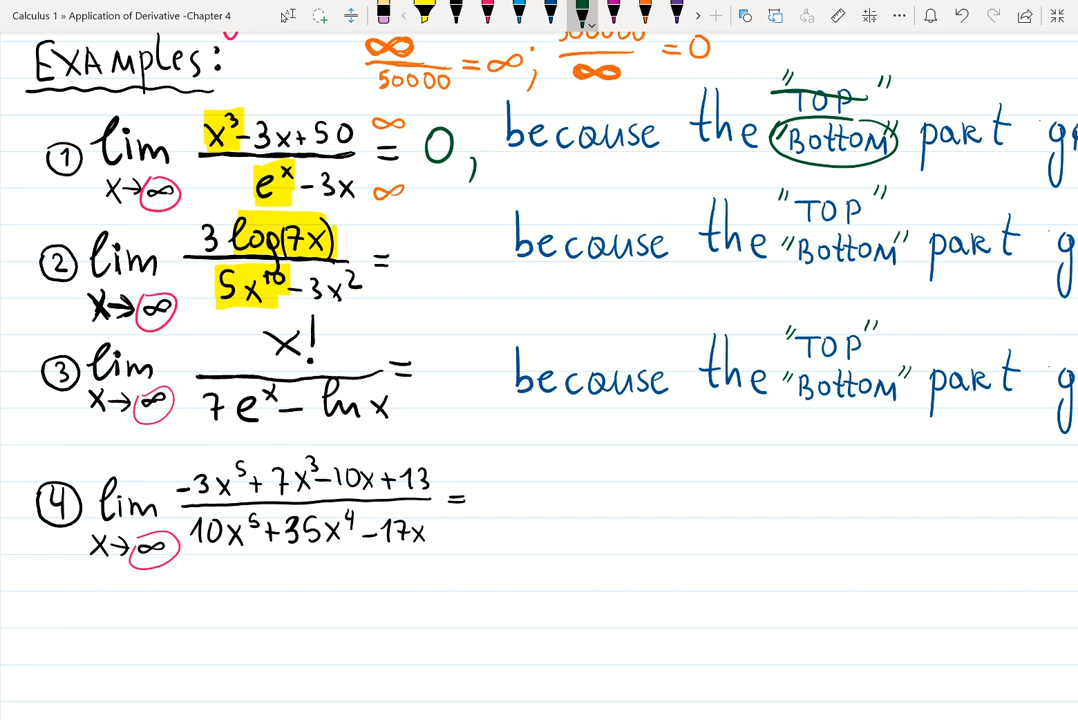 Calculus 1 » Application of Derivative -Chapter 4
EXAMPLES:
∞/50000 = ∞; 500000/∞ = 0
① lim x→∞ (x³-3x+50)/(eˣ-3x) ∞/∞ = 0, because the "TOP" "Bottom" part
② lim x→∞ (3 log(7x))/(5x¹⁰-3x²) = because the "TOP" "Bottom" part g
③ lim x→∞ x!/(7eˣ-ln x) = because the "TOP" "Bottom" part g
④ lim x→∞ (-3x⁵+7x³-10x+13)/(10x⁵+35x⁴-17x) =